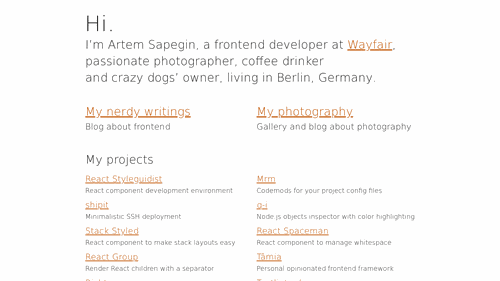 Hi.
I'm Artem Sapegin, a frontend developer at Wayfair,
passionate photographer, coffee drinker
and crazy dogs' owner, living in Berlin, Germany.
My nerdy writings
Blog about frontend
My photography
Gallery and blog about photography
My projects
React Styleguidist
React component development environment
Mrm
Codemods for your project config files
shipit
Minimalistic SSH deployment
q-i
Node.js objects inspector with color highlighting
Stack Styled
React component to make stack layouts easy
React Spaceman
React component to manage whitespace
React Group
Render React children with a separator
Tâmia
Personal opinionated frontend framework